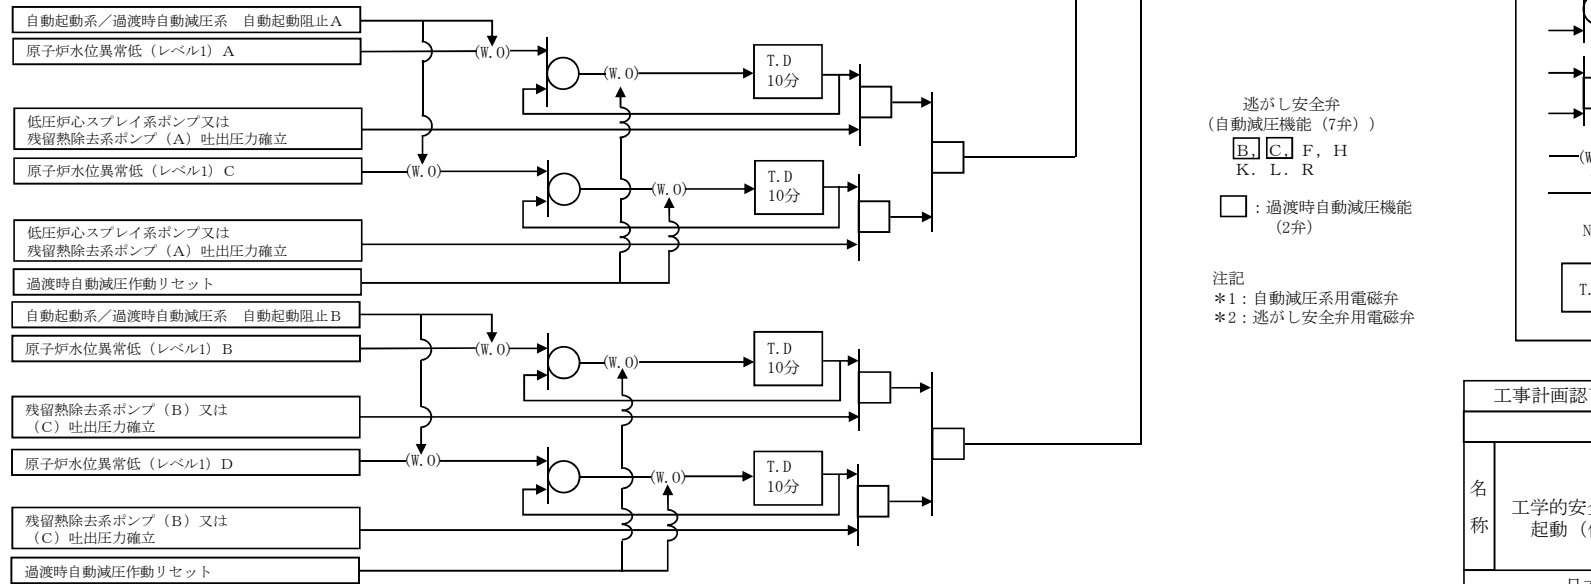 自動起動系／過渡時自動減圧系　自動起動阻止A
原子炉水位異常低（レベル1）A
(W.O)
(W.O)
T.D
10分
低圧炉心スプレイ系ポンプ又は
残留熱除去系ポンプ（A）吐出圧力確立
原子炉水位異常低（レベル1）C
(W.O)
(W.O)
T.D
10分
低圧炉心スプレイ系ポンプ又は
残留熱除去系ポンプ（A）吐出圧力確立
過渡時自動減圧作動リセット
自動起動系／過渡時自動減圧系　自動起動阻止B
原子炉水位異常低（レベル1）B
(W.O)
(W.O)
T.D
10分
残留熱除去系ポンプ（B）又は
（C）吐出圧力確立
原子炉水位異常低（レベル1）D
(W.O)
(W.O)
T.D
10分
残留熱除去系ポンプ（B）又は
（C）吐出圧力確立
過渡時自動減圧作動リセット
逃がし安全弁
（自動減圧機能（7弁））
B, C, F, H
K. L. R
：過渡時自動減圧機能
（2弁）
注記
＊1：自動減圧系用電磁弁
＊2：逃がし安全弁用電磁弁
(W
N
T.
工事計画認
名
称
工学的安全
起動（